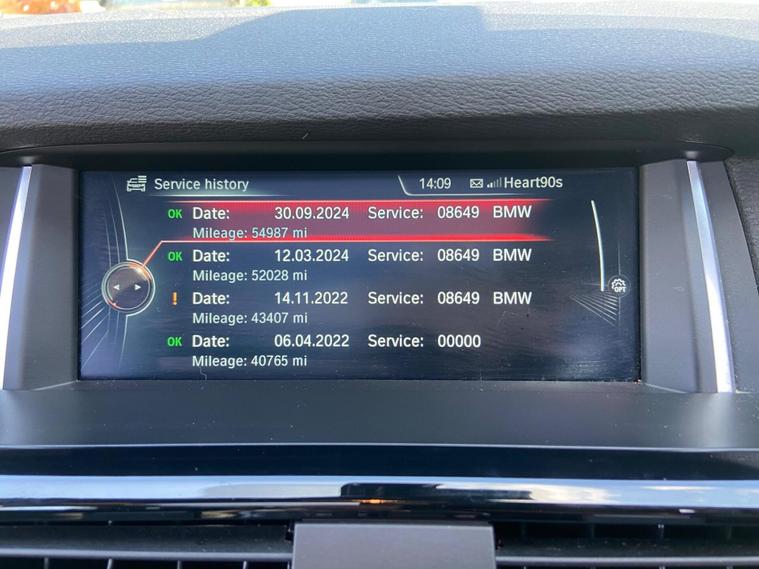 Service history 14:09 Heart90s
OK Date: 30.09.2024 Service: 08649 BMW
Mileage: 54987 mi
OK Date: 12.03.2024 Service: 08649 BMW
Mileage: 52028 mi
! Date: 14.11.2022 Service: 08649 BMW
Mileage: 43407 mi
OK Date: 06.04.2022 Service: 00000
Mileage: 40765 mi
OPT